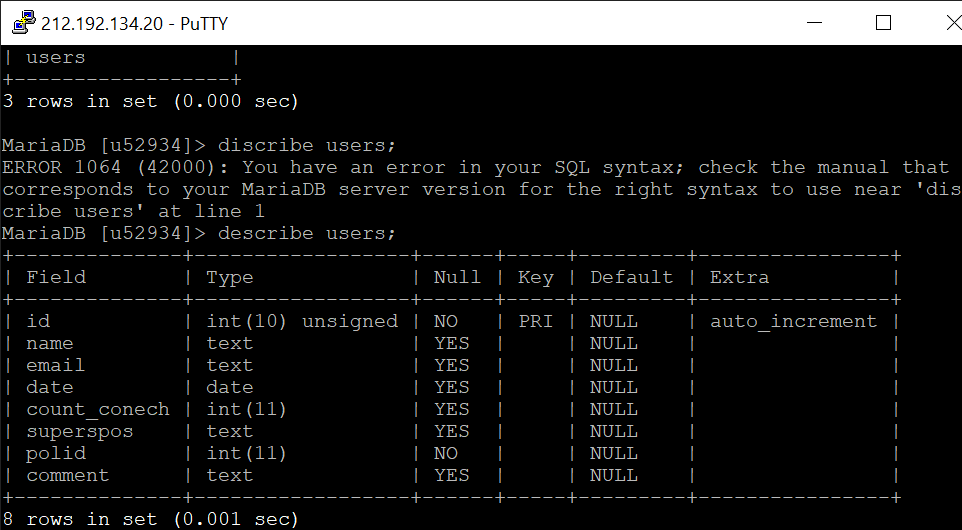 212.192.134.20 - PuTTY
| users            |
+------------------+
3 rows in set (0.000 sec)
MariaDB [u52934]> discribe users;
ERROR 1064 (42000): You have an error in your SQL syntax; check the manual that
corresponds to your MariaDB server version for the right syntax to use near 'dis
cribe users' at line 1
MariaDB [u52934]> describe users;
+--------------+------------------+------+-----+---------+----------------+
| Field        | Type             | Null | Key | Default | Extra          |
+--------------+------------------+------+-----+---------+----------------+
| id           | int(10) unsigned | NO   | PRI | NULL    | auto_increment |
| name         | text             | YES  |     | NULL    |                |
| email        | text             | YES  |     | NULL    |                |
| date         | date             | YES  |     | NULL    |                |
| count_conech | int(11)          | YES  |     | NULL    |                |
| superspos    | text             | YES  |     | NULL    |                |
| polid        | int(11)          | NO   |     | NULL    |                |
| comment      | text             | YES  |     | NULL    |                |
+--------------+------------------+------+-----+---------+----------------+
8 rows in set (0.001 sec)